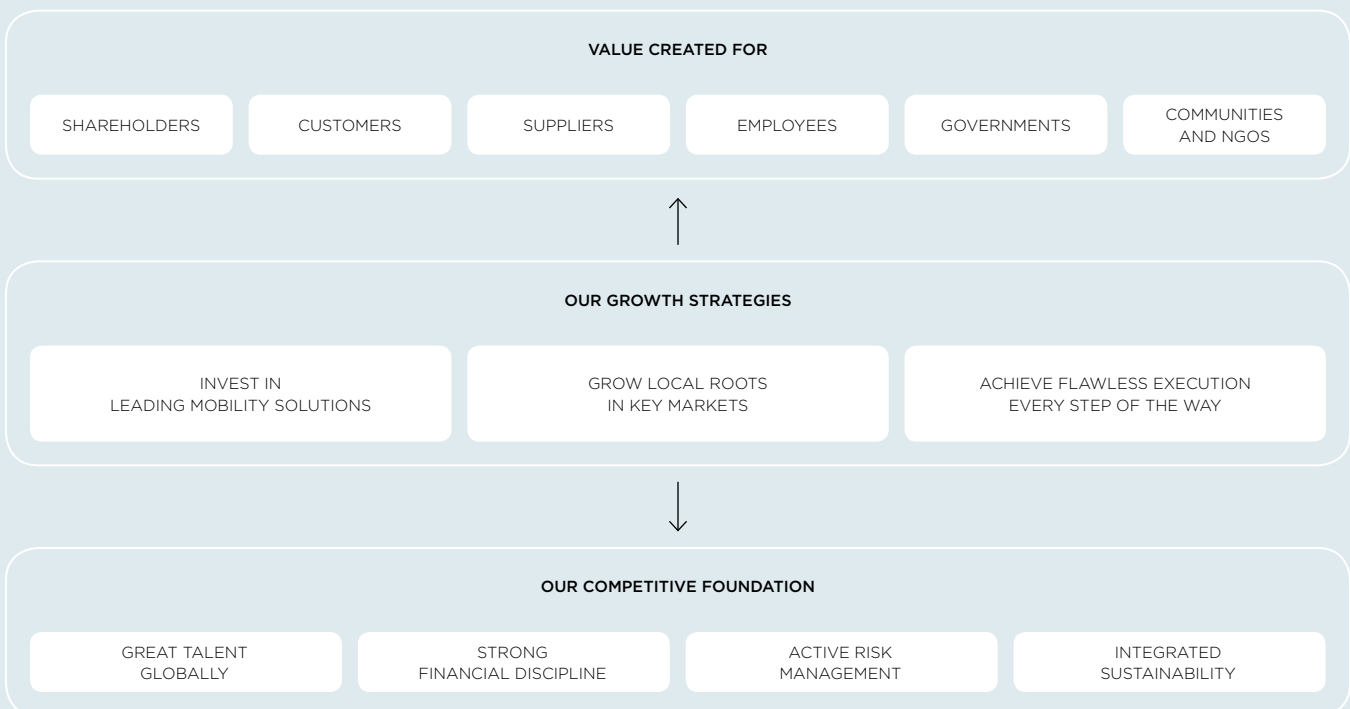 VALUE CREATED FOR
SHAREHOLDERS
CUSTOMERS
SUPPLIERS
EMPLOYEES
GOVERNMENTS
COMMUNITIES
AND NGOS
OUR GROWTH STRATEGIES
INVEST IN
LEADING MOBILITY SOLUTIONS
GROW LOCAL ROOTS
IN KEY MARKETS
ACHIEVE FLAWLESS EXECUTION
EVERY STEP OF THE WAY
OUR COMPETITIVE FOUNDATION
GREAT TALENT
GLOBALLY
STRONG
FINANCIAL DISCIPLINE
ACTIVE RISK
MANAGEMENT
INTEGRATED
SUSTAINABILITY